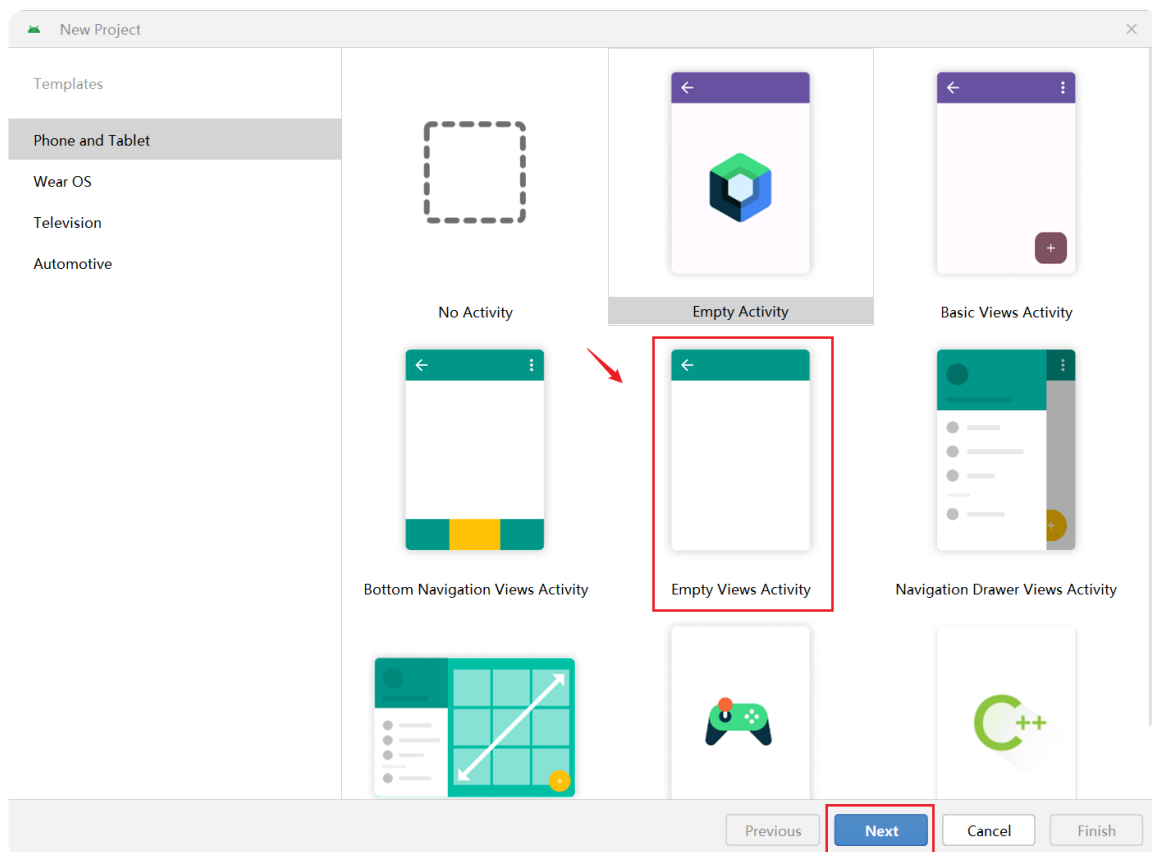 New Project
Templates
Phone and Tablet
Wear OS
Television
Automotive
No Activity
Empty Activity
Basic Views Activity
Bottom Navigation Views Activity
Empty Views Activity
Navigation Drawer Views Activity
C++
Previous
Next
Cancel
Finish